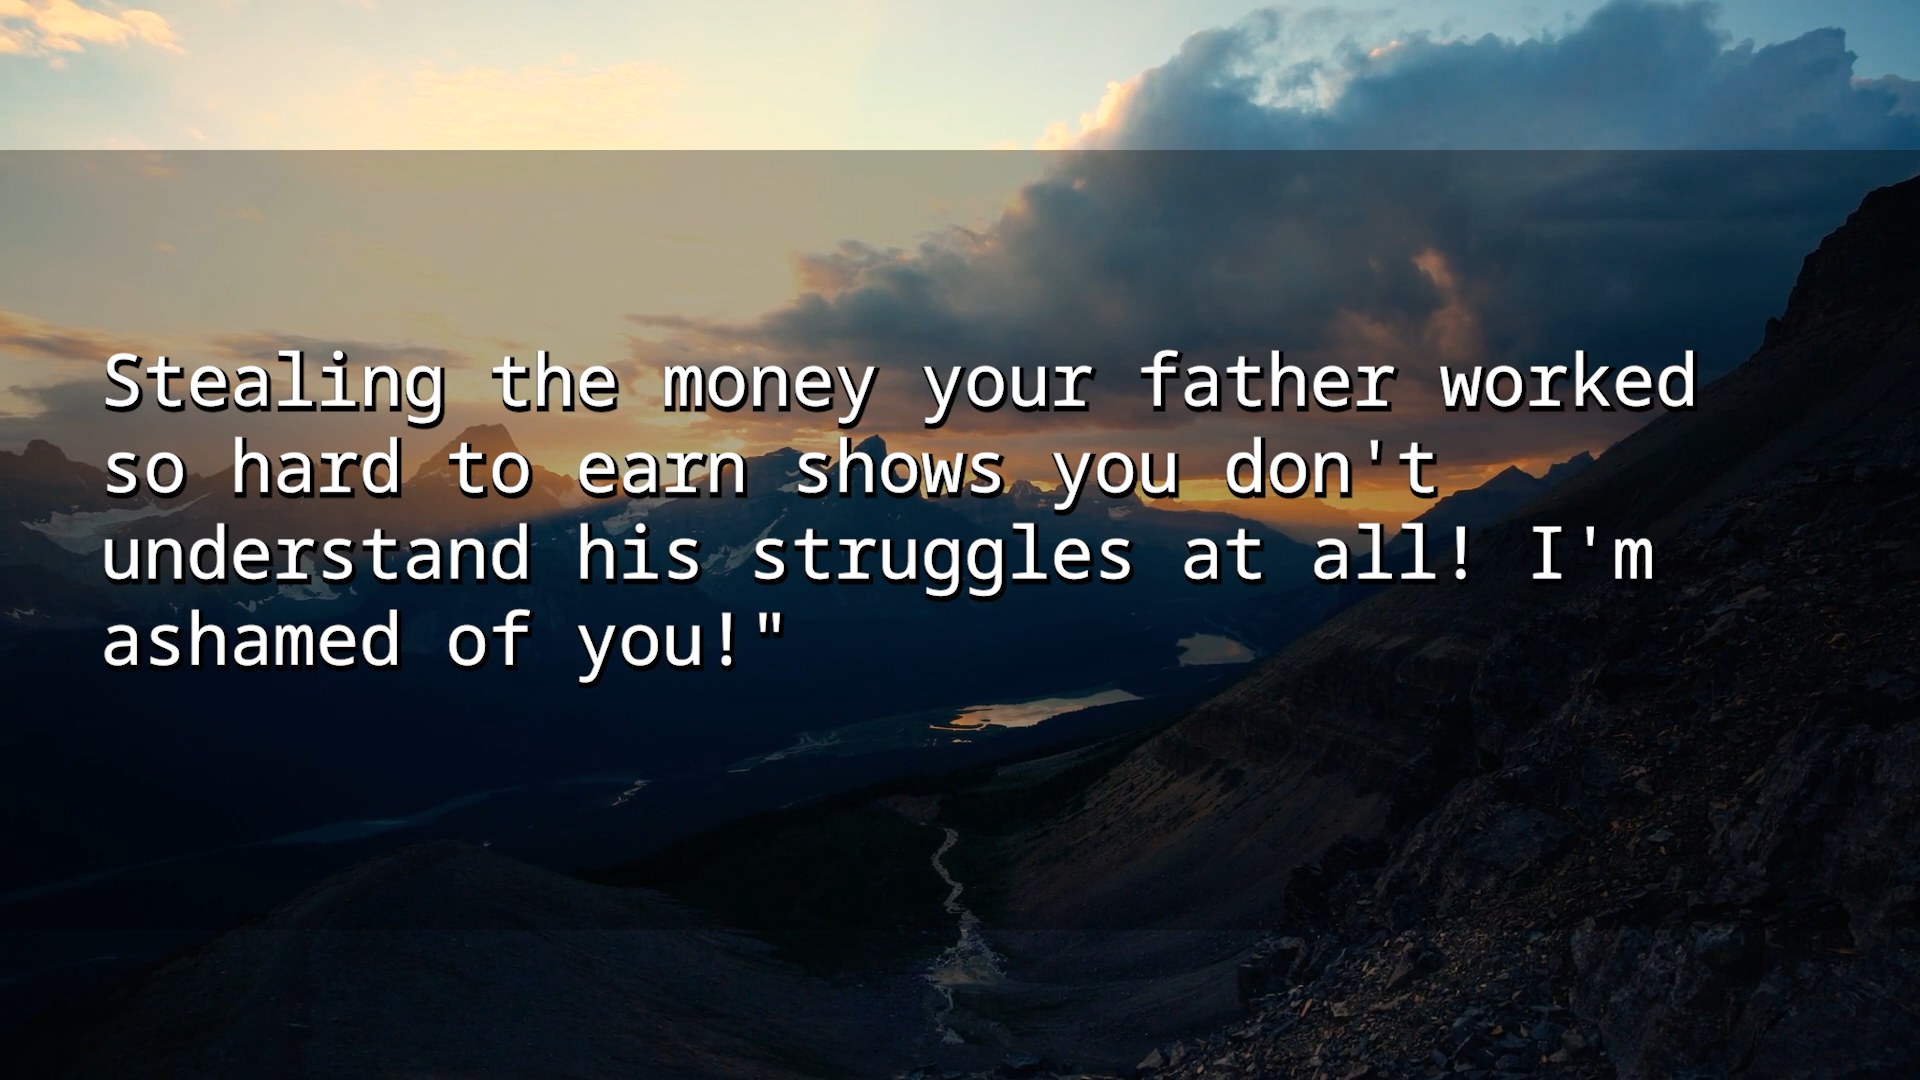 Stealing the money your father worked
so hard to earn shows you don't
understand his struggles at all! I'm
ashamed of you!"